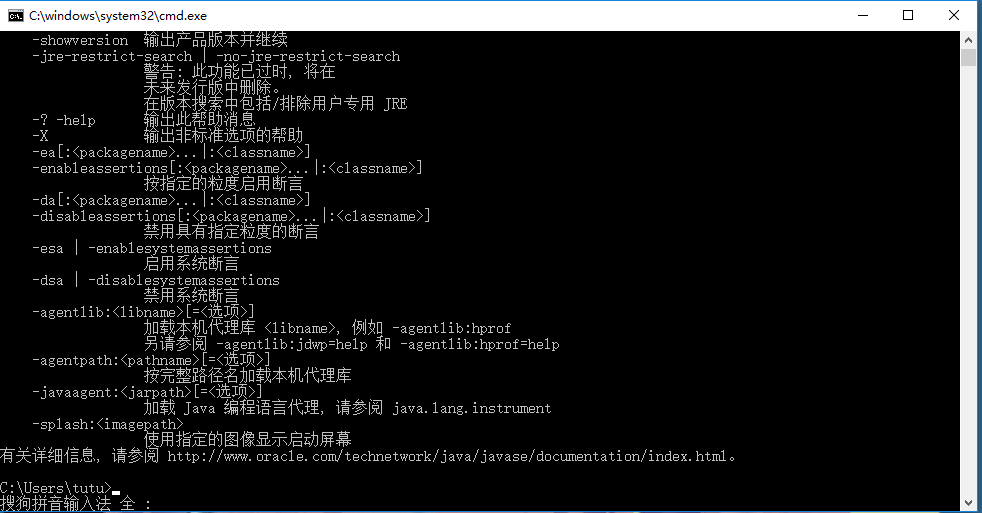 C:\windows\system32\cmd.exe
-showversion 输出产品版本并继续
-jre-restrict-search | -no-jre-restrict-search
警告: 此功能已过时, 将在
未来发行版中删除。
在版本搜索中包括/排除用户专用 JRE
-? -help 输出此帮助消息
-X 输出非标准选项的帮助
-ea[:<packagename>...|:<classname>]
-enableassertions[:<packagename>...|:<classname>]
按指定的粒度启用断言
-da[:<packagename>...|:<classname>]
-disableassertions[:<packagename>...|:<classname>]
禁用具有指定粒度的断言
-esa | -enablesystemassertions
启用系统断言
-dsa | -disablesystemassertions
禁用系统断言
-agentlib:<libname>[=<选项>]
加载本机代理库 <libname>, 例如 -agentlib:hprof
另请参阅 -agentlib:jdwp=help 和 -agentlib:hprof=help
-agentpath:<pathname>[=<选项>]
按完整路径名加载本机代理库
-javaagent:<jarpath>[=<选项>]
加载 Java 编程语言代理, 请参阅 java.lang.instrument
-splash:<imagepath>
使用指定的图像显示启动屏幕
有关详细信息, 请参阅 http://www.oracle.com/technetwork/java/javase/documentation/index.html。
C:\Users\tutu>
搜狗拼音输入法 全 :